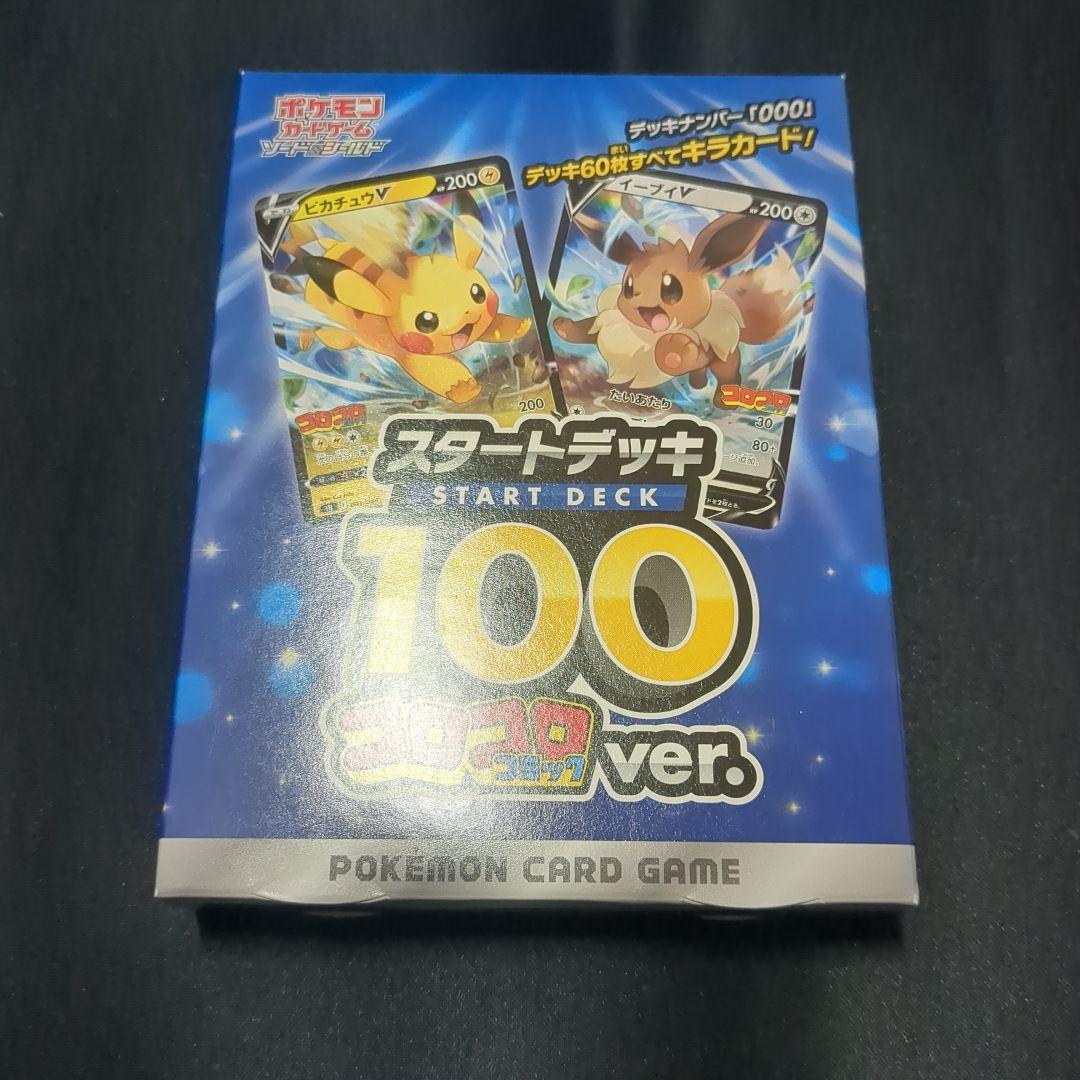 ポケモン
カードゲーム
ソード&シールド
デッキナンバー「000」
デッキ60枚すべてキラカード!
まい
ピカチュウV
HP200
イーブイV
HP200
コロコロ
200
たいあたり
コロコロ
30
80+
スタートデッキ
START DECK
100
コロコロ
コミック
ver.
POKÉMON CARD GAME